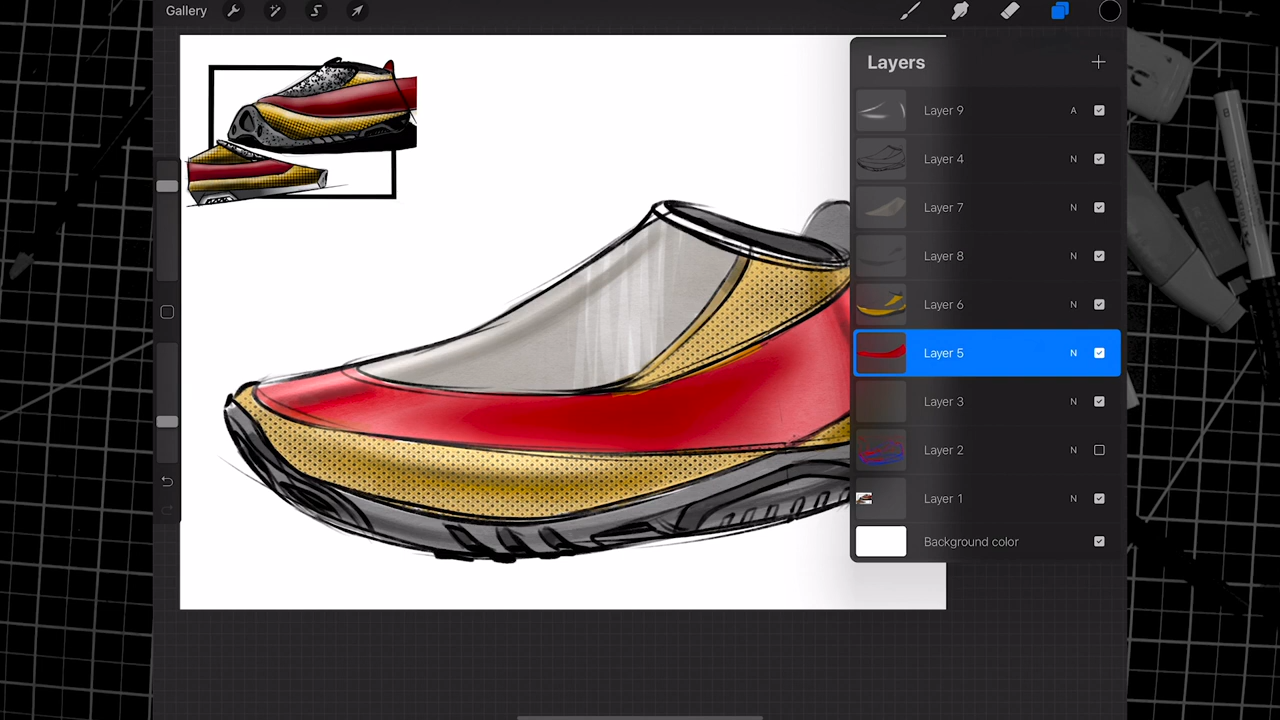 Gallery
Layers
Layer 9 A
Layer 4 N
Layer 7 N
Layer 8 N
Layer 6 N
Layer 5 N
Layer 3 N
Layer 2 N
Layer 1 N
Background color